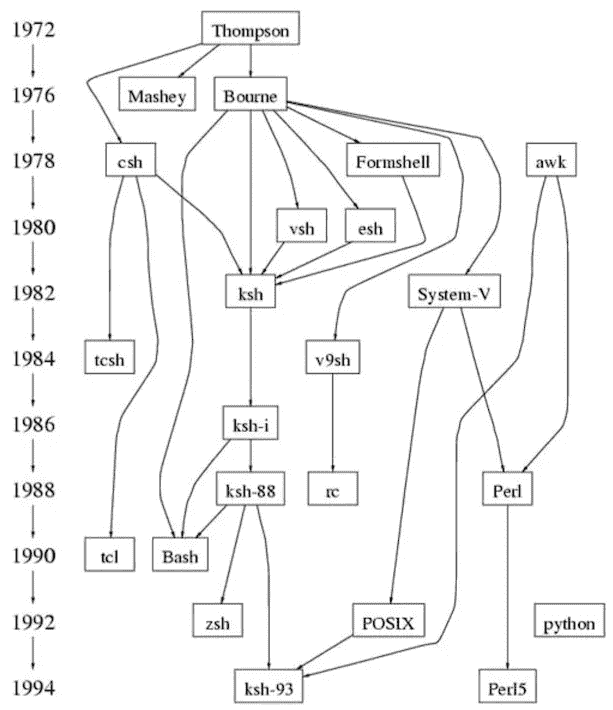 1972 Thompson
1976 Mashey Bourne
1978 csh Formshell awk
1980 vsh esh
1982 ksh System-V
1984 tcsh v9sh
1986 ksh-i
1988 ksh-88 rc Perl
1990 tcl Bash
1992 zsh POSIX python
1994 ksh-93 Perl5